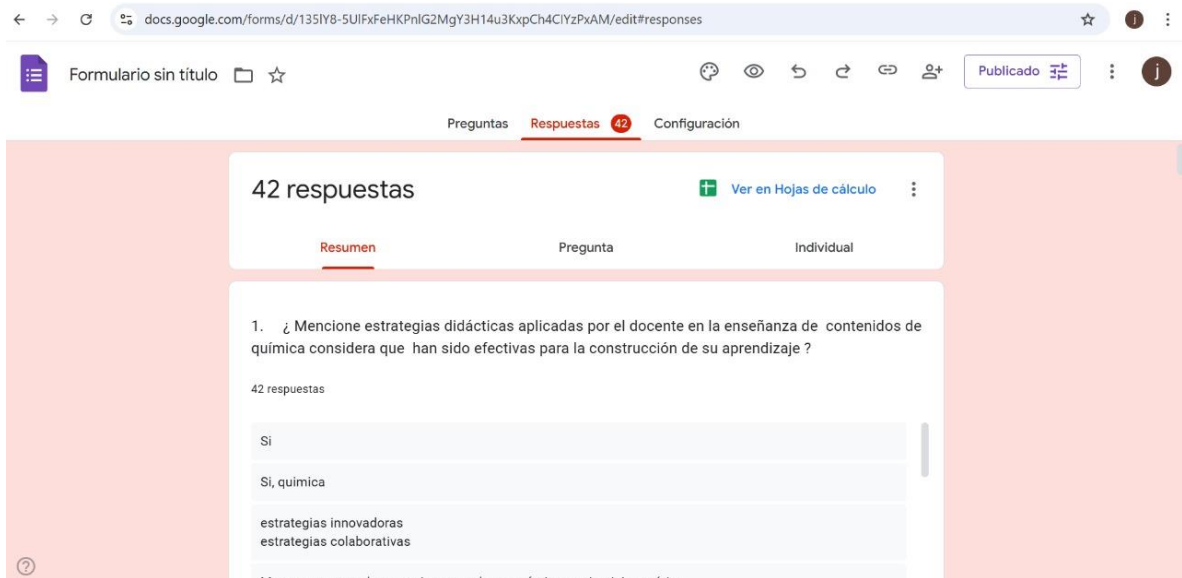 docs.google.com/forms/d/135lY8-5UlFxFeHKPnlG2MgY3H14u3KxpCh4ClYzPxAM/edit#responses
j
Formulario sin título
Publicado
j
Preguntas Respuestas 42 Configuración
42 respuestas
Ver en Hojas de cálculo
Resumen Pregunta Individual
1. ¿ Mencione estrategias didácticas aplicadas por el docente en la enseñanza de contenidos de
química considera que han sido efectivas para la construcción de su aprendizaje ?
42 respuestas
Si
Si, quimica
estrategias innovadoras
estrategias colaborativas